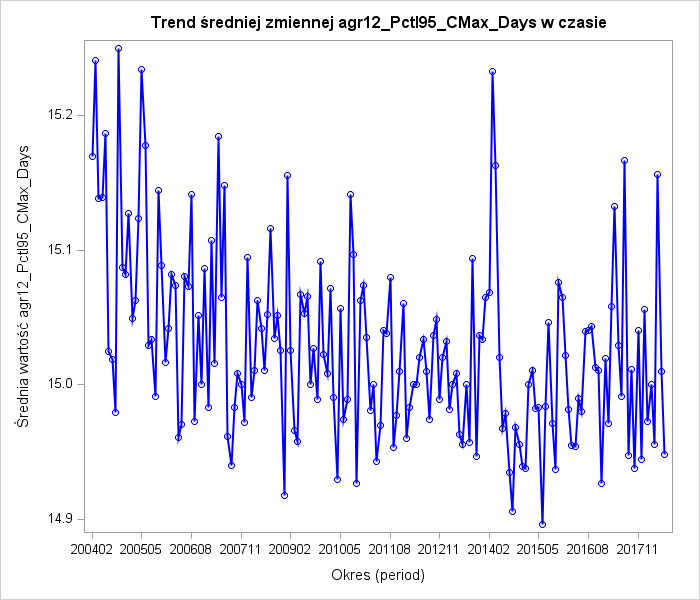 Trend średniej zmiennej agr12_Pctl95_CMax_Days w czasie
Średnia wartość agr12_Pctl95_CMax_Days
15.2
15.1
15.0
14.9
200402 200505 200608 200711 200902 201005 201108 201211 201402 201505 201608 201711
Okres (period)